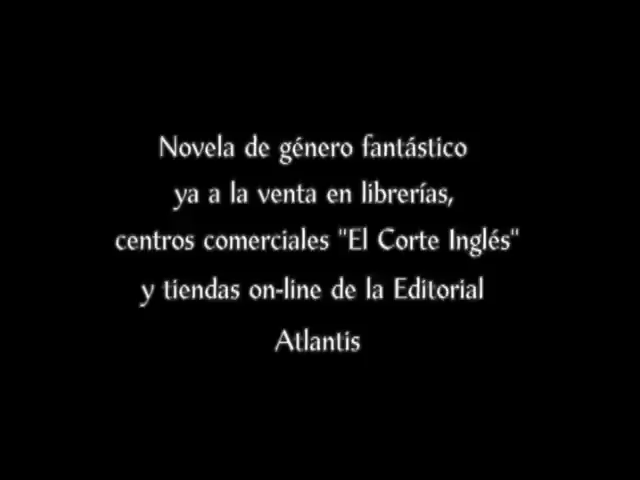 Novela de género fantástico
ya a la venta en librerías,
centros comerciales "El Corte Inglés"
y tiendas on-line de la Editorial
Atlantis